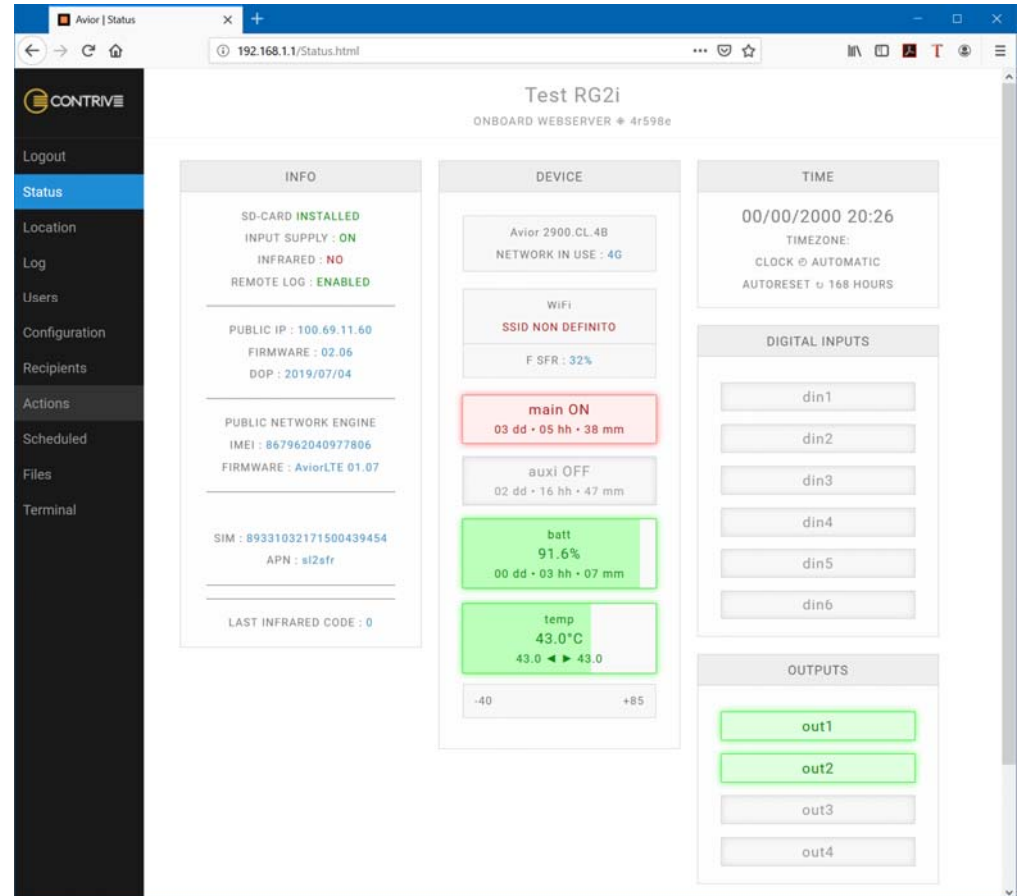 Avior | Status
192.168.1.1/Status.html
CONTRIVE
Logout
Status
Location
Log
Users
Configuration
Recipients
Actions
Scheduled
Files
Terminal
Test RG2i
ONBOARD WEBSERVER 4r598e
INFO
SD-CARD INSTALLED
INPUT SUPPLY : ON
INFRARED : NO
REMOTE LOG : ENABLED
PUBLIC IP : 100.69.11.60
FIRMWARE : 02.06
DOP : 2019/07/04
PUBLIC NETWORK ENGINE
IMEI : 867962040977806
FIRMWARE : AviorLTE 01.07
SIM : 89331032171500439454
APN : sl2sfr
LAST INFRARED CODE : 0
DEVICE
Avior 2900.CL.4B
NETWORK IN USE : 4G
WiFi
SSID NON DEFINITO
F SFR : 32%
main ON
03 dd • 05 hh • 38 mm
auxi OFF
02 dd • 16 hh • 47 mm
batt
91.6%
00 dd • 03 hh • 07 mm
temp
43.0°C
43.0 ◄ ► 43.0
-40 +85
TIME
00/00/2000 20:26
TIMEZONE:
CLOCK AUTOMATIC
AUTORESET ↻ 168 HOURS
DIGITAL INPUTS
din1
din2
din3
din4
din5
din6
OUTPUTS
out1
out2
out3
out4